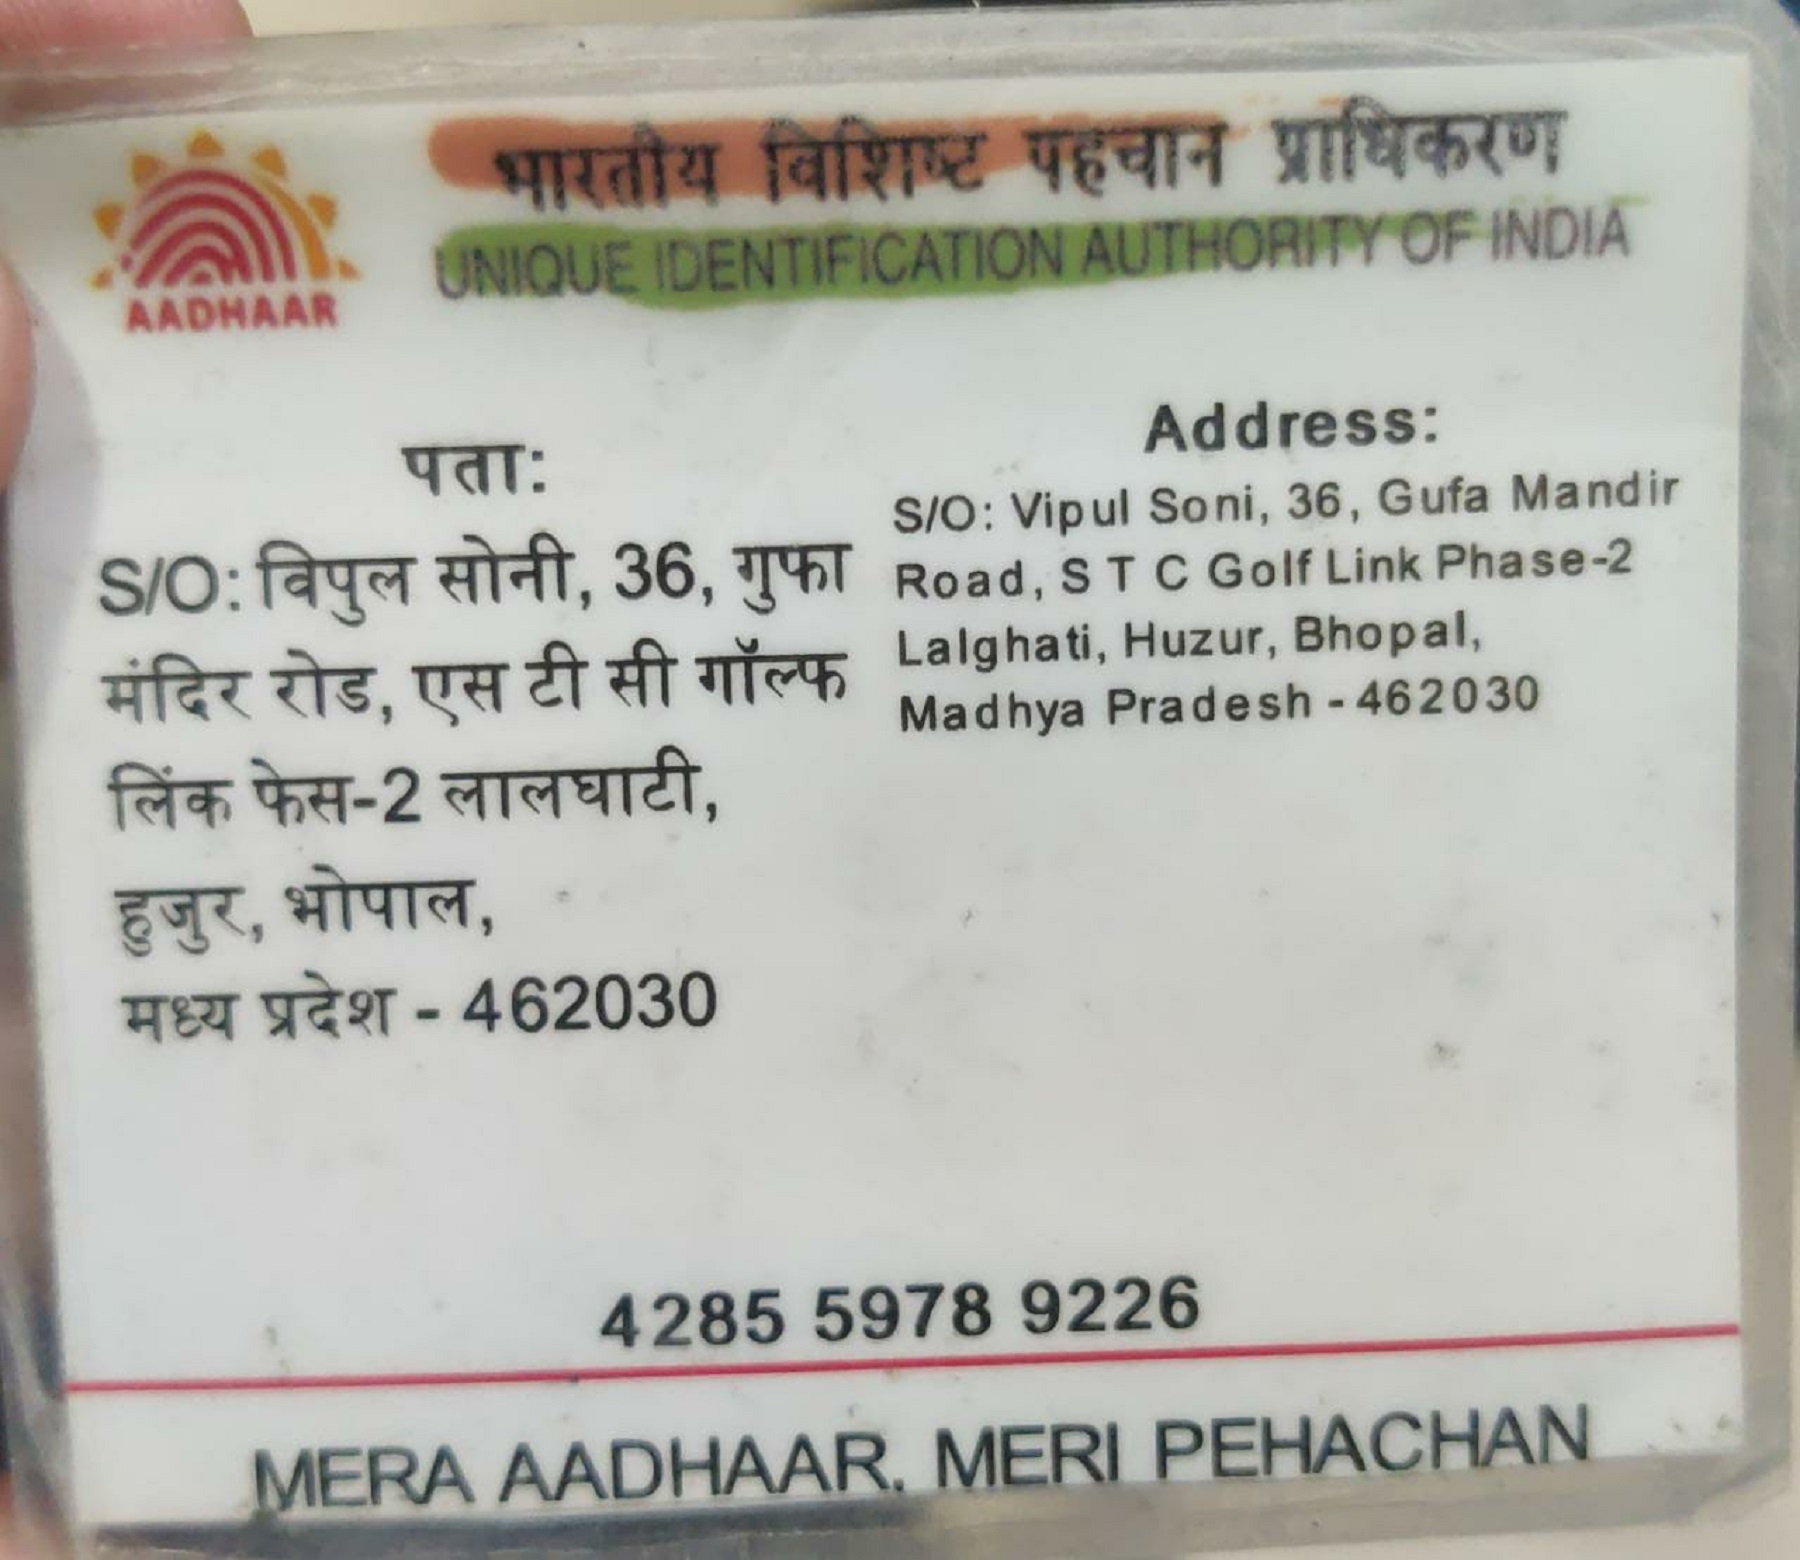 भारतीय विशिष्ट पहचान प्राधिकरण
UNIQUE IDENTIFICATION AUTHORITY OF INDIA
AADHAAR
पता:
S/O: विपुल सोनी, 36, गुफा
मंदिर रोड, एस टी सी गॉल्फ
लिंक फेस-2 लालघाटी,
हुजुर, भोपाल,
मध्य प्रदेश - 462030
Address:
S/O: Vipul Soni, 36, Gufa Mandir
Road, S T C Golf Link Phase-2
Lalghati, Huzur, Bhopal,
Madhya Pradesh - 462030
4285 5978 9226
MERA AADHAAR, MERI PEHACHAN